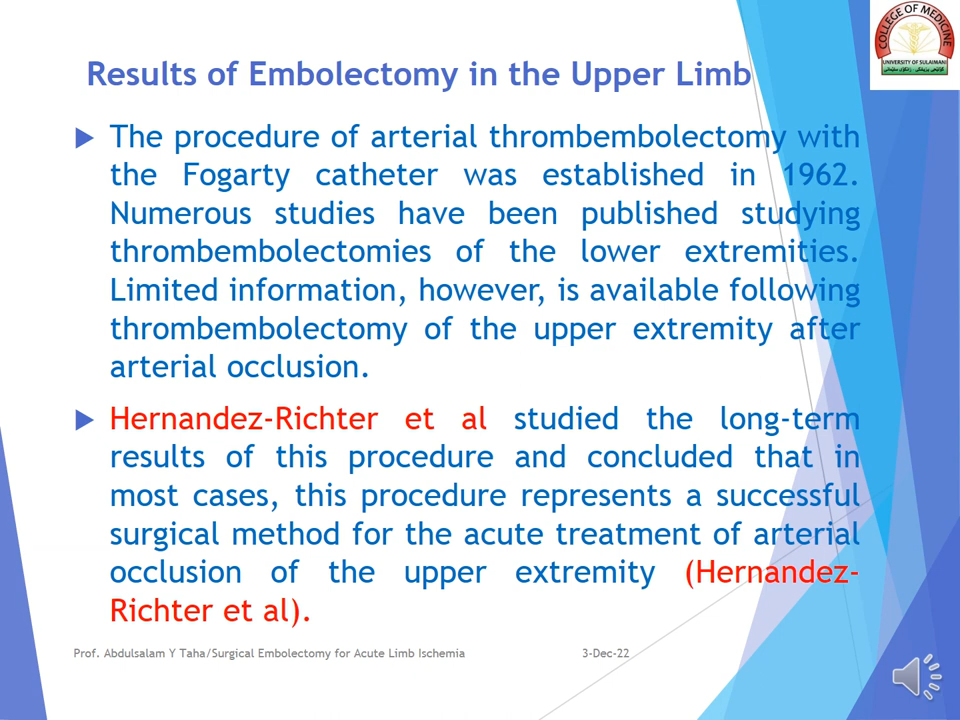 Results of Embolectomy in the Upper Limb
COLLEGE OF MEDICINE
UNIVERSITY OF SULAIMANI
The procedure of arterial thrombembolectomy with
the Fogarty catheter was established in 1962.
Numerous studies have been published studying
thrombembolectomies of the lower extremities.
Limited information, however, is available following
thrombembolectomy of the upper extremity after
arterial occlusion.
Hernandez-Richter et al studied the long-term
results of this procedure and concluded that in
most cases, this procedure represents a successful
surgical method for the acute treatment of arterial
occlusion of the upper extremity (Hernandez-
Richter et al).
Prof. Abdulsalam Y Taha/Surgical Embolectomy for Acute Limb Ischemia 3-Dec-22